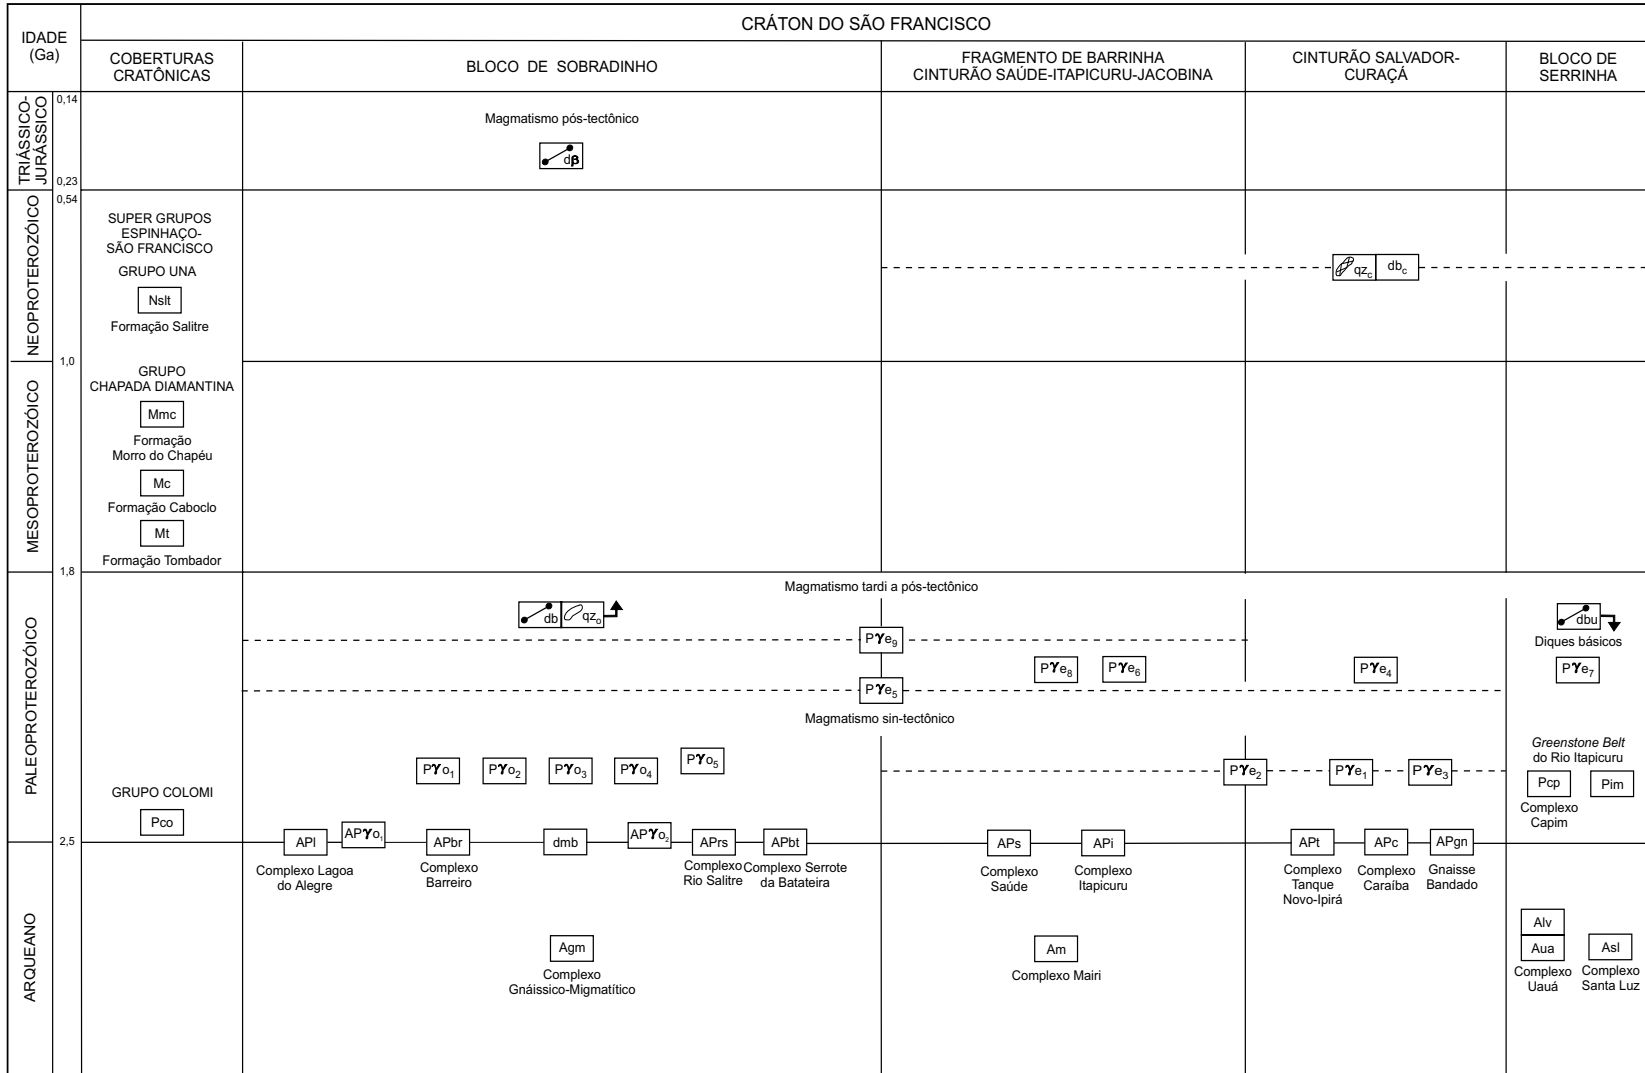 CRÁTON DO SÃO FRANCISCO
IDADE
(Ga)
COBERTURAS
CRATÔNICAS
BLOCO DE SOBRADINHO
FRAGMENTO DE BARRINHA
CINTURÃO SAÚDE-ITAPICURU-JACOBINA
CINTURÃO SALVADOR-
CURAÇÁ
BLOCO DE
SERRINHA
TRIÁSSICO-
JURÁSSICO
0,14
0,23
Magmatismo pós-tectônico
dβ
NEOPROTEROZÓICO
0,54
SUPER GRUPOS
ESPINHAÇO-
SÃO FRANCISCO
GRUPO UNA
Nslt
Formação Salitre
qzc
dbc
MESOPROTEROZÓICO
1,0
GRUPO
CHAPADA DIAMANTINA
Mmc
Formação
Morro do Chapéu
Mc
Formação Caboclo
Mt
Formação Tombador
PALEOPROTEROZÓICO
1,8
Magmatismo tardi a pós-tectônico
db
qzo
Pγe9
dbu
Diques básicos
Pγe8
Pγe6
Pγe4
Pγe7
Pγe5
Magmatismo sin-tectônico
Pγo1
Pγo2
Pγo3
Pγo4
Pγo5
Pγe2
Pγe1
Pγe3
Greenstone Belt
do Rio Itapicuru
Pcp
Pim
Complexo
Capim
GRUPO COLOMI
Pco
ARQUEANO
2,5
APl
APγo1
APbr
dmb
APγo2
APrs
APbt
APs
APi
APt
APc
APgn
Complexo Lagoa
do Alegre
Complexo
Barreiro
Complexo
Rio Salitre
Complexo Serrote
da Batateira
Complexo
Saúde
Complexo
Itapicuru
Complexo
Tanque
Novo-Ipirá
Complexo
Caraíba
Gnaisse
Bandado
Agm
Complexo
Gnáissico-Migmatítico
Am
Complexo Mairi
Alv
Aua
Complexo
Uauá
Asl
Complexo
Santa Luz